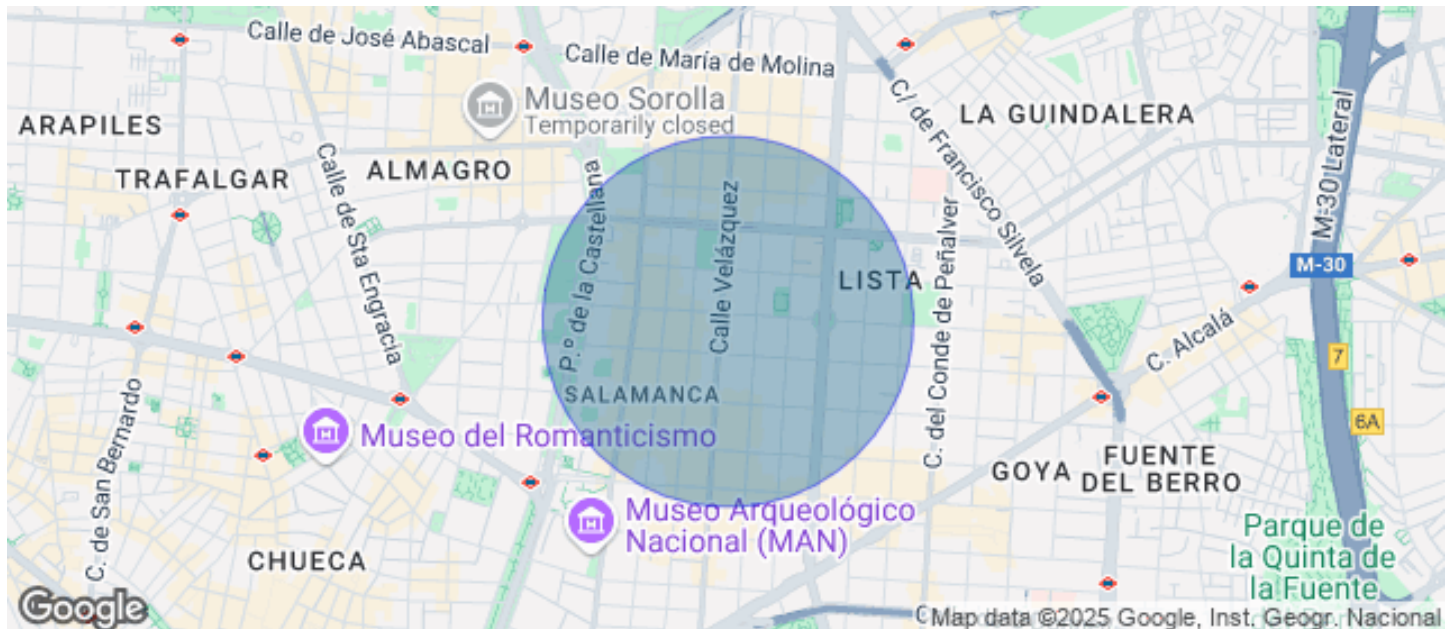 Calle de José Abascal
Calle de María de Molina
Museo Sorolla
Temporarily closed
ARAPILES
TRAFALGAR
ALMAGRO
Calle de Sta Engracia
P.º de la Castellana
Calle Velázquez
LISTA
C/ de Francisco Silvela
LA GUINDALERA
M-30 Lateral
M-30
C. del Conde de Peñalver
C. Alcalá
7
6A
SALAMANCA
Museo del Romanticismo
C. de San Bernardo
GOYA
FUENTE
DEL BERRO
Museo Arqueológico
Nacional (MAN)
CHUECA
Parque de
la Quinta de
la Fuente
Google
Map data ©2025 Google, Inst. Geogr. Nacional